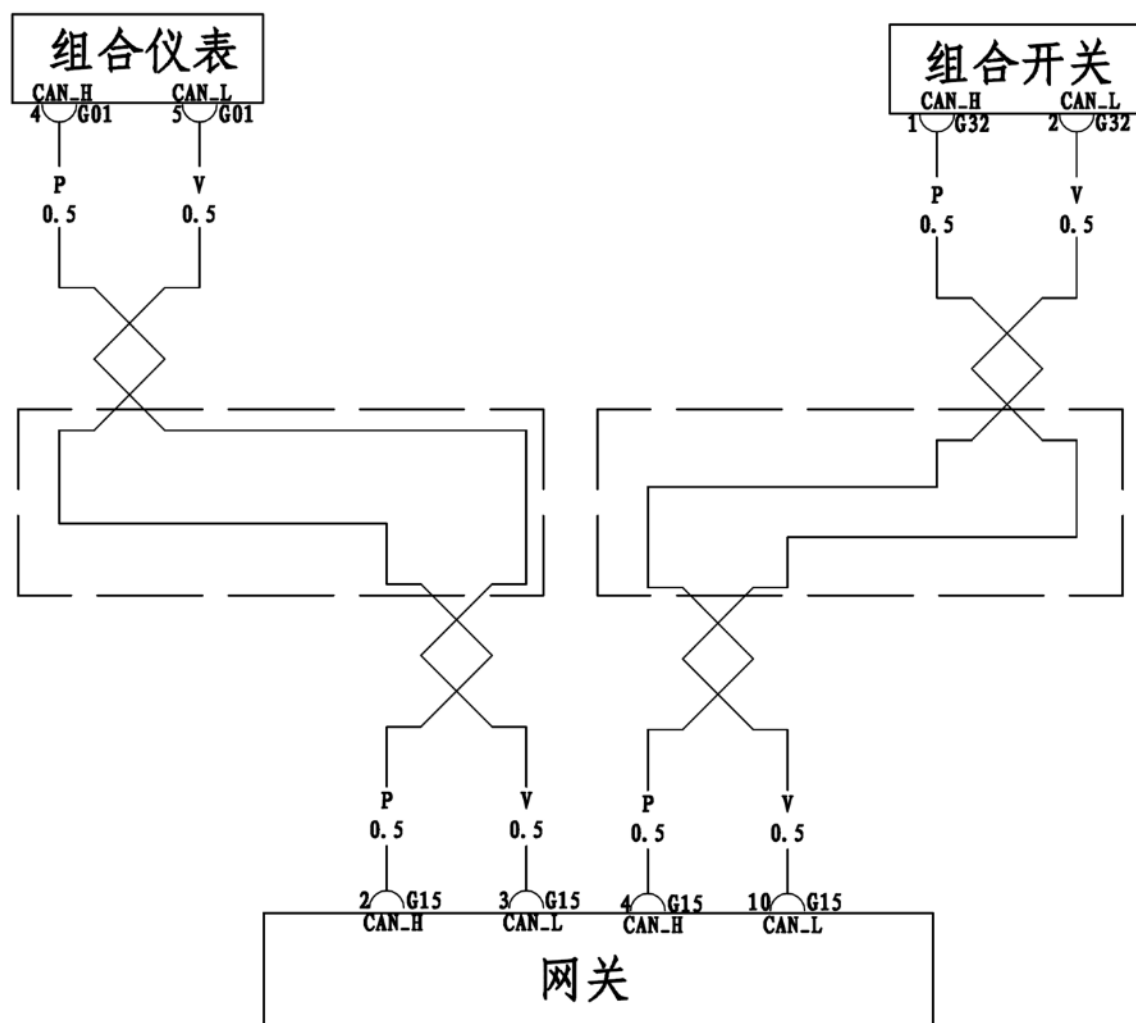 组合仪表
CAN_H CAN_L
4 G01 5 G01
P V
0.5 0.5
组合开关
CAN_H CAN_L
1 G32 2 G32
P V
0.5 0.5
P V P V
0.5 0.5 0.5 0.5
2 G15 3 G15 4 G15 10 G15
CAN_H CAN_L CAN_H CAN_L
网关